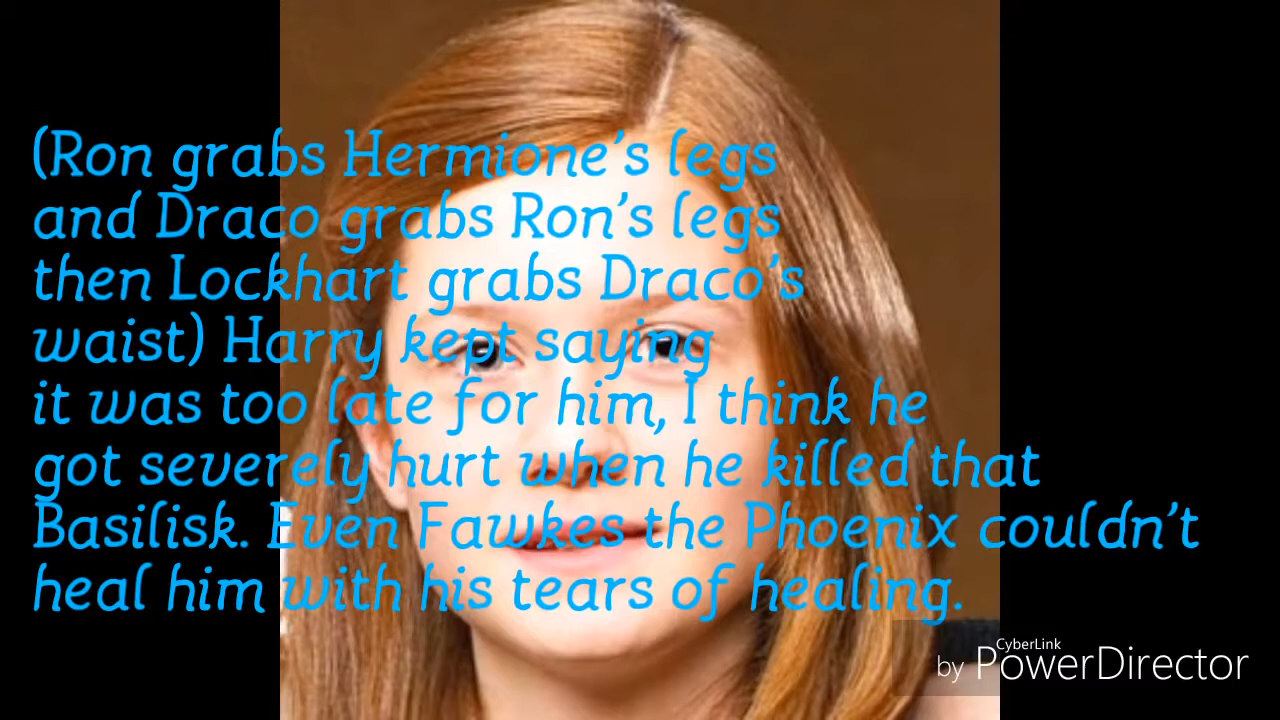 (Ron grabs Hermione's legs
and Draco grabs Ron's legs
then Lockhart grabs Draco's
waist) Harry kept saying
it was too late for him, I think he
got severely hurt when he killed that
Basilisk. Even Fawkes the Phoenix couldn't
heal him with his tears of healing.
CyberLink
by PowerDirector